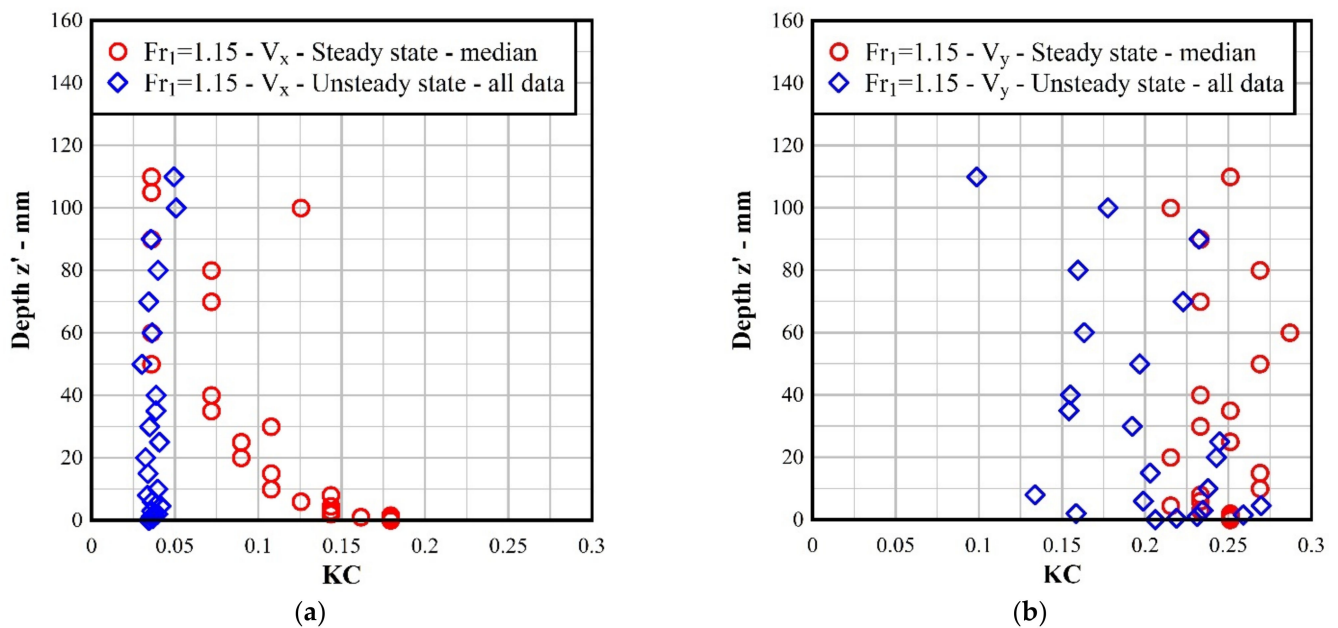 160
140
120
100
80
60
40
20
0
Depth z' - mm
Fr₁=1.15 - Vₓ - Steady state - median
Fr₁=1.15 - Vₓ - Unsteady state - all data
0 0.05 0.1 0.15 0.2 0.25 0.3
KC
(a)
160
140
120
100
80
60
40
20
0
Depth z' - mm
Fr₁=1.15 - Vy - Steady state - median
Fr₁=1.15 - Vy - Unsteady state - all data
0 0.05 0.1 0.15 0.2 0.25 0.3
KC
(b)